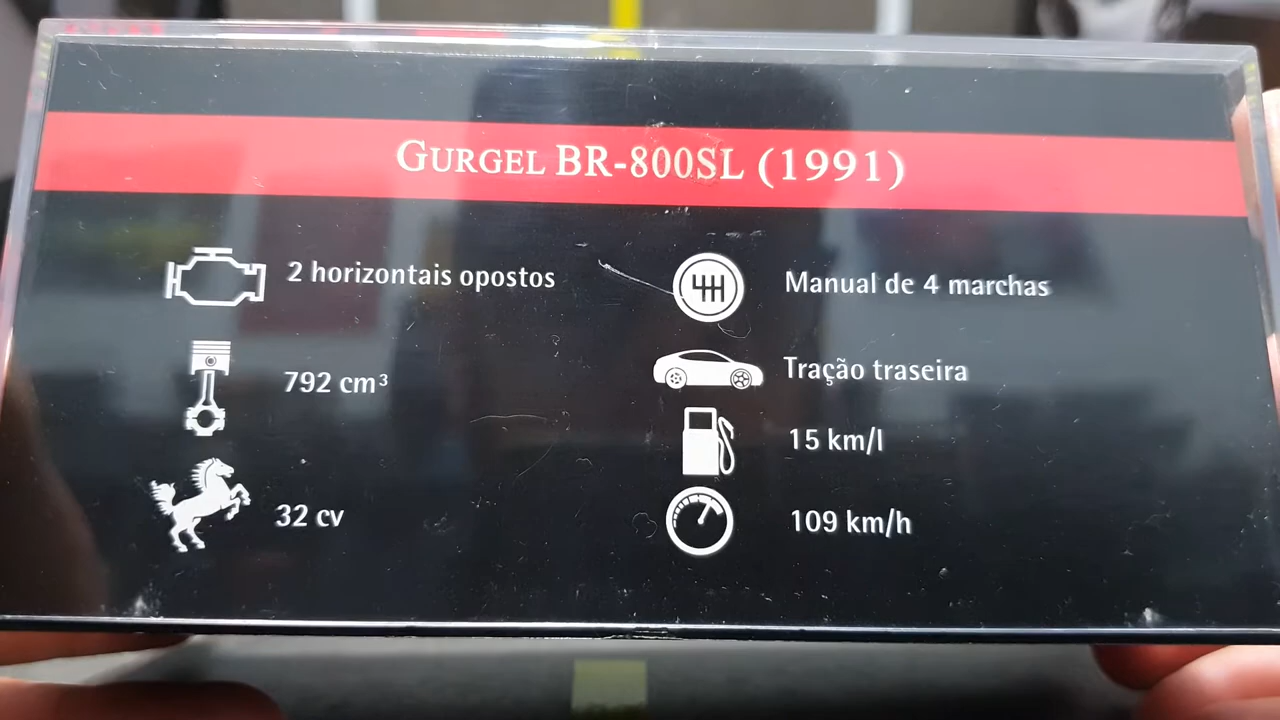 GURGEL BR-800SL (1991)
2 horizontais opostos
792 cm³
32 cv
Manual de 4 marchas
Tração traseira
15 km/l
109 km/h